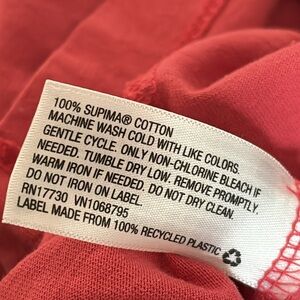 100% SUPIMA® COTTON
MACHINE WASH COLD WITH LIKE COLORS.
GENTLE CYCLE. ONLY NON-CHLORINE BLEACH IF
NEEDED. TUMBLE DRY LOW. REMOVE PROMPTLY.
WARM IRON IF NEEDED. DO NOT DRY CLEAN.
DO NOT IRON ON LABEL
RN17730 VN1068795
LABEL MADE FROM 100% RECYCLED PLASTIC